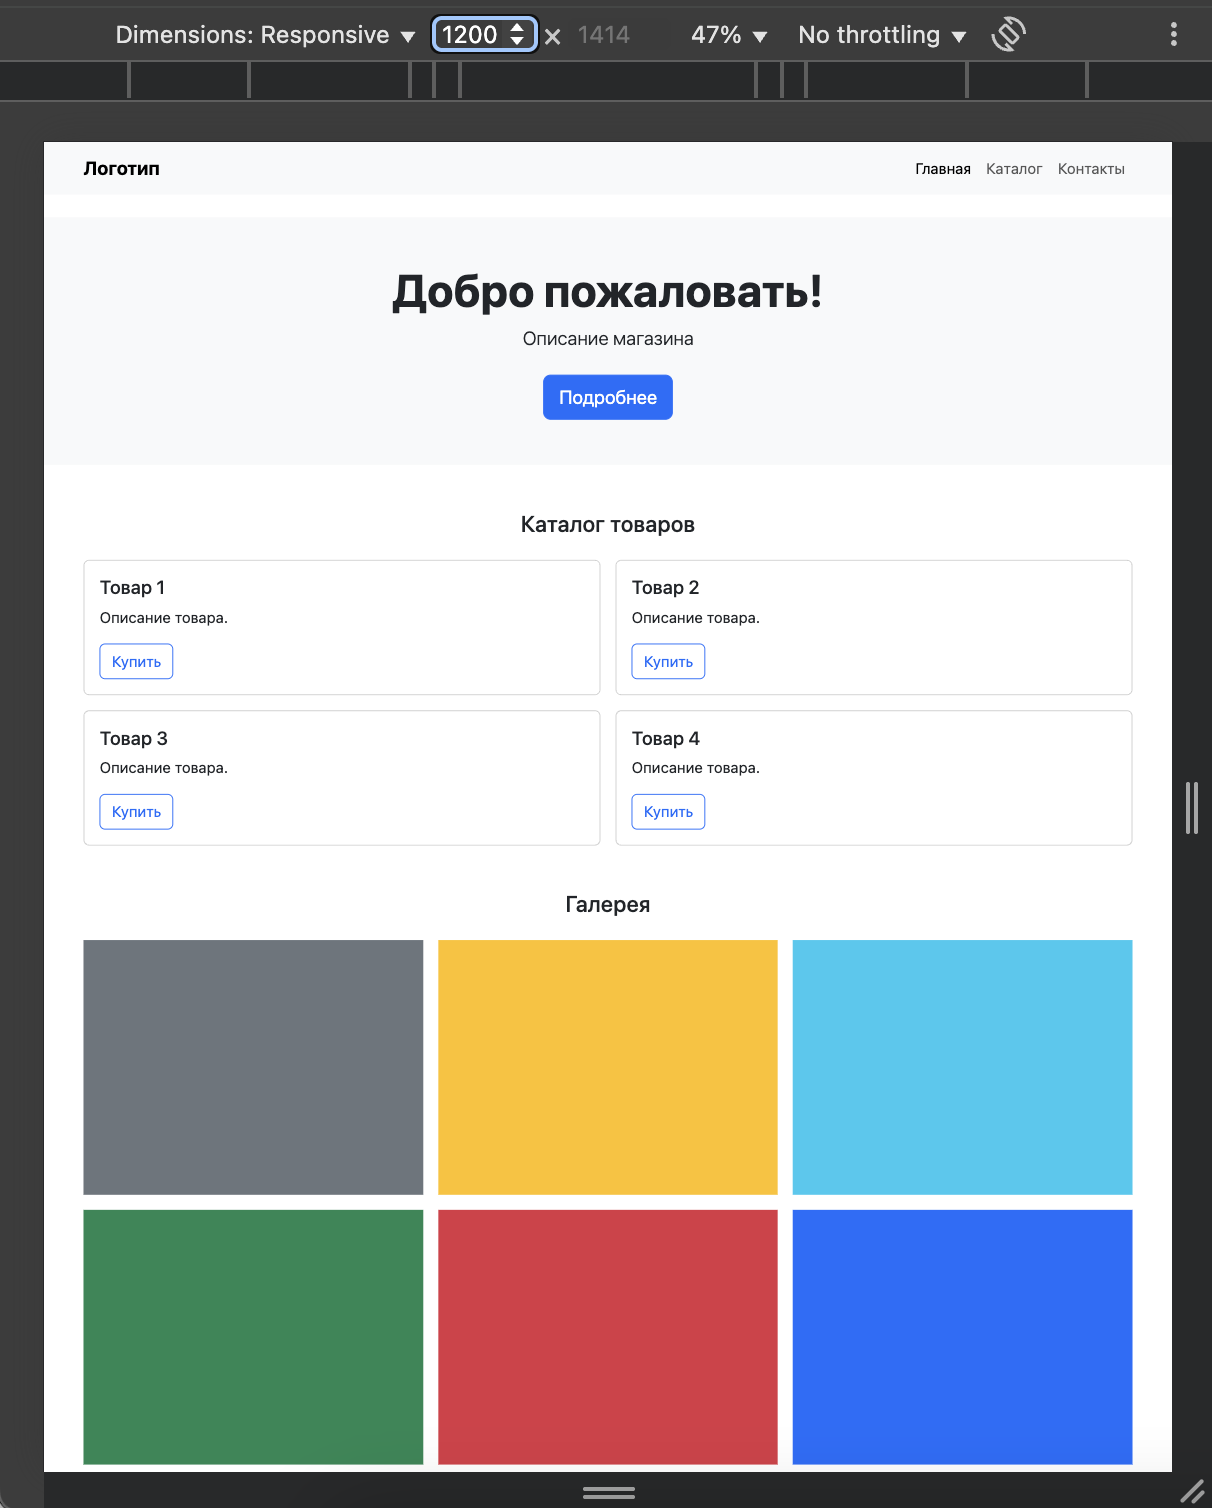 Dimensions: Responsive 1200 × 1414 47% No throttling
Логотип Главная Каталог Контакты
Добро пожаловать!
Описание магазина
Подробнее
Каталог товаров
Товар 1
Описание товара.
Купить
Товар 2
Описание товара.
Купить
Товар 3
Описание товара.
Купить
Товар 4
Описание товара.
Купить
Галерея